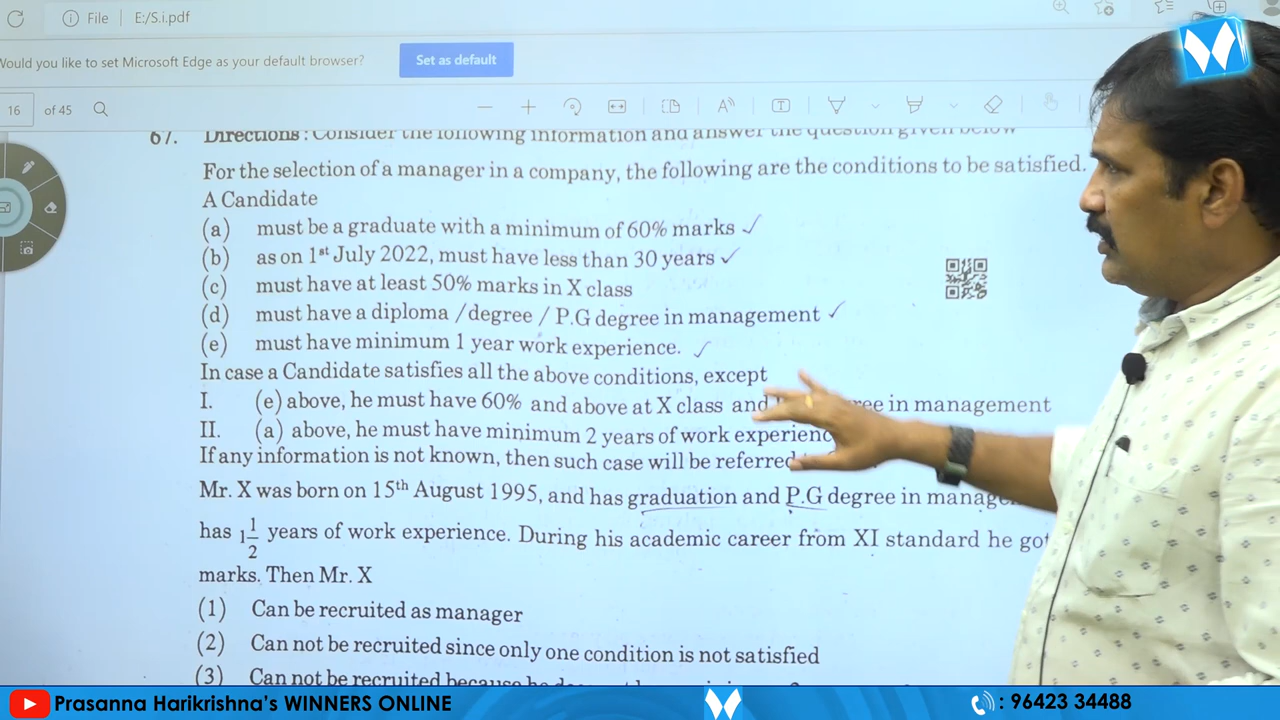 File E:/S.i.pdf
Would you like to set Microsoft Edge as your default browser? Set as default
16 of 45
67. Directions : Consider the following information and answer the question given below
For the selection of a manager in a company, the following are the conditions to be satisfied.
A Candidate
(a) must be a graduate with a minimum of 60% marks
(b) as on 1st July 2022, must have less than 30 years
(c) must have at least 50% marks in X class
(d) must have a diploma /degree / P.G degree in management
(e) must have minimum 1 year work experience.
In case a Candidate satisfies all the above conditions, except
I. (e) above, he must have 60% and above at X class and in management
II. (a) above, he must have minimum 2 years of work
If any information is not known, then such case will be referred
Mr. X was born on 15th August 1995, and has graduation and P.G degree in
has 1 1/2 years of work experience. During his academic career from XI standard he got
marks. Then Mr. X
(1) Can be recruited as manager
(2) Can not be recruited since only one condition is not satisfied
(3) Can not be recruited because he
Prasanna Harikrishna's WINNERS ONLINE W : 96423 34488